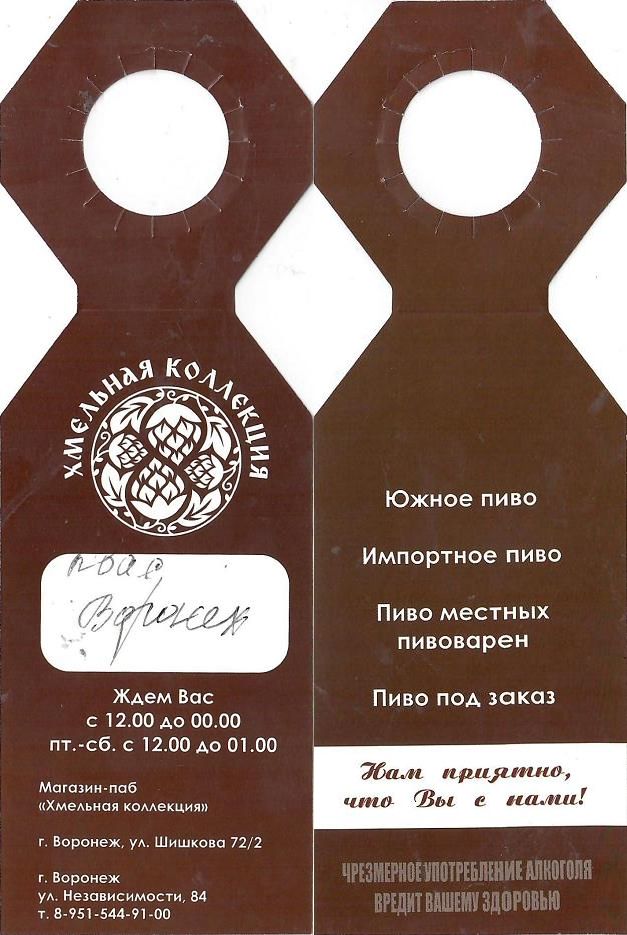 ХМЕЛЬНАЯ КОЛЛЕКЦИЯ
Воронеж
Ждем Вас
с 12.00 до 00.00
пт.-сб. с 12.00 до 01.00
Магазин-паб
«Хмельная коллекция»
г. Воронеж, ул. Шишкова 72/2
г. Воронеж
ул. Независимости, 84
т. 8-951-544-91-00
Южное пиво
Импортное пиво
Пиво местных
пивоварен
Пиво под заказ
Нам приятно,
что Вы с нами!
ЧРЕЗМЕРНОЕ УПОТРЕБЛЕНИЕ АЛКОГОЛЯ
ВРЕДИТ ВАШЕМУ ЗДОРОВЬЮ